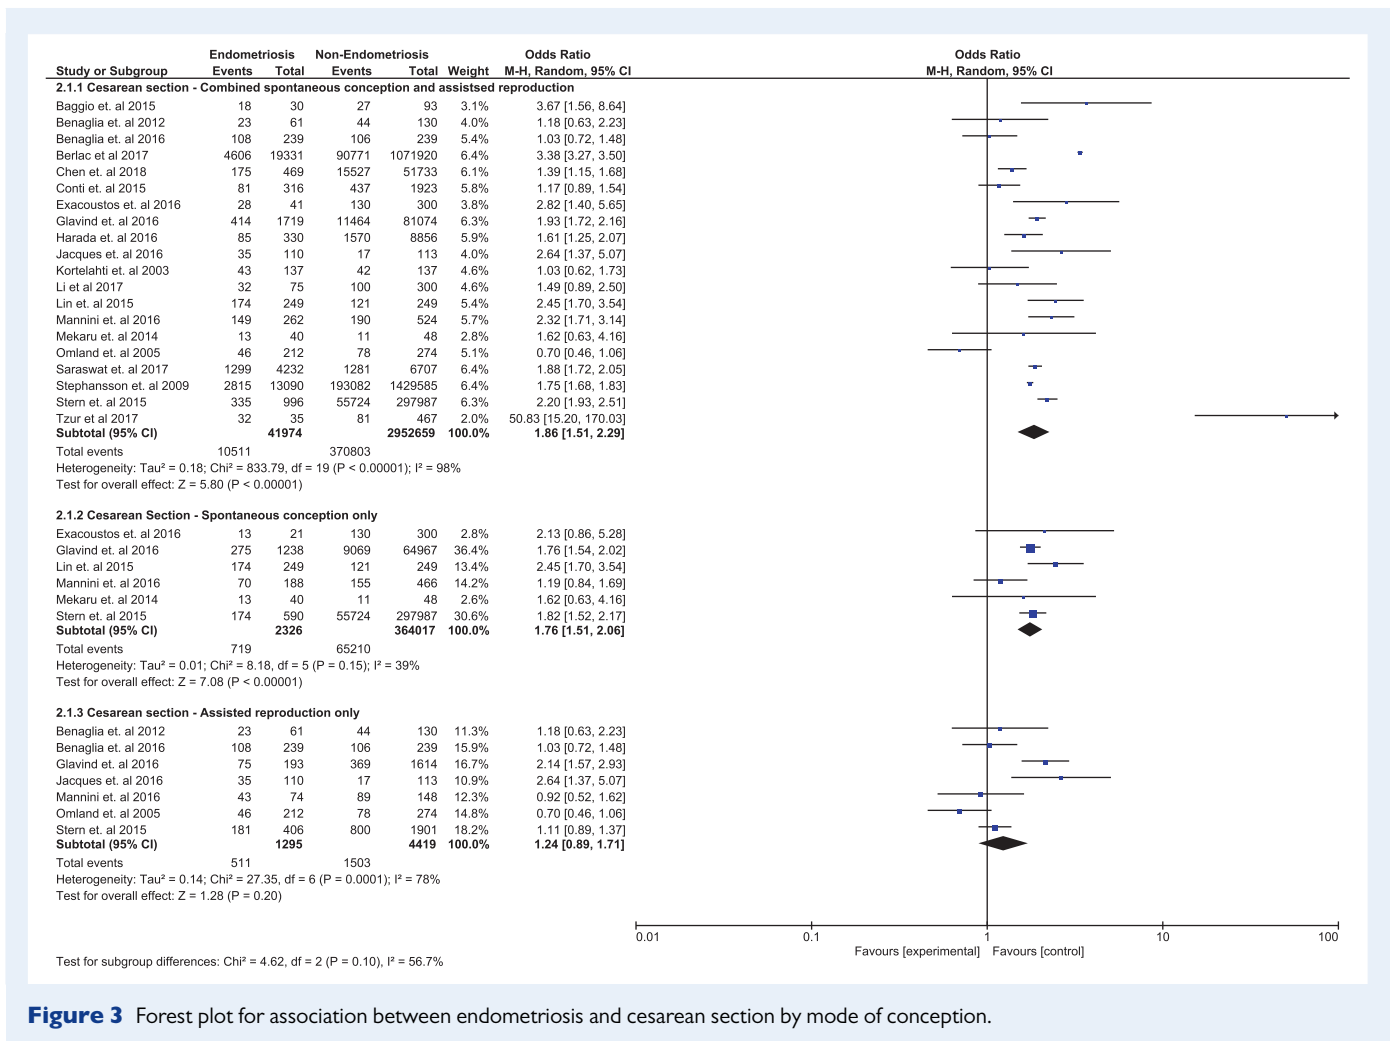 Endometriosis Non-Endometriosis Odds Ratio Odds Ratio
Study or Subgroup Events Total Events Total Weight M-H, Random, 95% CI M-H, Random, 95% CI
2.1.1 Cesarean section - Combined spontaneous conception and assistsed reproduction
Baggio et. al 2015 18 30 27 93 3.1% 3.67 [1.56, 8.64]
Benaglia et. al 2012 23 61 44 130 4.0% 1.18 [0.63, 2.23]
Benaglia et. al 2016 108 239 106 239 5.4% 1.03 [0.72, 1.48]
Berlac et al 2017 4606 19331 90771 1071920 6.4% 3.38 [3.27, 3.50]
Chen et. al 2018 175 469 15527 51733 6.1% 1.39 [1.15, 1.68]
Conti et. al 2015 81 316 437 1923 5.8% 1.17 [0.89, 1.54]
Exacoustos et. al 2016 28 41 130 300 3.8% 2.82 [1.40, 5.65]
Glavind et. al 2016 414 1719 11464 81074 6.3% 1.93 [1.72, 2.16]
Harada et. al 2016 85 330 1570 8856 5.9% 1.61 [1.25, 2.07]
Jacques et. al 2016 35 110 17 113 4.0% 2.64 [1.37, 5.07]
Kortelahti et. al 2003 43 137 42 137 4.6% 1.03 [0.62, 1.73]
Li et al 2017 32 75 100 300 4.6% 1.49 [0.89, 2.50]
Lin et. al 2015 174 249 121 249 5.4% 2.45 [1.70, 3.54]
Mannini et. al 2016 149 262 190 524 5.7% 2.32 [1.71, 3.14]
Mekaru et. al 2014 13 40 11 48 2.8% 1.62 [0.63, 4.16]
Omland et. al 2005 46 212 78 274 5.1% 0.70 [0.46, 1.06]
Saraswat et. al 2017 1299 4232 1281 6707 6.4% 1.88 [1.72, 2.05]
Stephansson et. al 2009 2815 13090 193082 1429585 6.4% 1.75 [1.68, 1.83]
Stern et. al 2015 335 996 55724 297987 6.3% 2.20 [1.93, 2.51]
Tzur et al 2017 32 35 81 467 2.0% 50.83 [15.20, 170.03]
Subtotal (95% CI) 41974 2952659 100.0% 1.86 [1.51, 2.29]
Total events 10511 370803
Heterogeneity: Tau² = 0.18; Chi² = 833.79, df = 19 (P < 0.00001); I² = 98%
Test for overall effect: Z = 5.80 (P < 0.00001)
2.1.2 Cesarean Section - Spontaneous conception only
Exacoustos et. al 2016 13 21 130 300 2.8% 2.13 [0.86, 5.28]
Glavind et. al 2016 275 1238 9069 64967 36.4% 1.76 [1.54, 2.02]
Lin et. al 2015 174 249 121 249 13.4% 2.45 [1.70, 3.54]
Mannini et. al 2016 70 188 155 466 14.2% 1.19 [0.84, 1.69]
Mekaru et. al 2014 13 40 11 48 2.6% 1.62 [0.63, 4.16]
Stern et. al 2015 174 590 55724 297987 30.6% 1.82 [1.52, 2.17]
Subtotal (95% CI) 2326 364017 100.0% 1.76 [1.51, 2.06]
Total events 719 65210
Heterogeneity: Tau² = 0.01; Chi² = 8.18, df = 5 (P = 0.15); I² = 39%
Test for overall effect: Z = 7.08 (P < 0.00001)
2.1.3 Cesarean section - Assisted reproduction only
Benaglia et. al 2012 23 61 44 130 11.3% 1.18 [0.63, 2.23]
Benaglia et. al 2016 108 239 106 239 15.9% 1.03 [0.72, 1.48]
Glavind et. al 2016 75 193 369 1614 16.7% 2.14 [1.57, 2.93]
Jacques et. al 2016 35 110 17 113 10.9% 2.64 [1.37, 5.07]
Mannini et. al 2016 43 74 89 148 12.3% 0.92 [0.52, 1.62]
Omland et. al 2005 46 212 78 274 14.8% 0.70 [0.46, 1.06]
Stern et. al 2015 181 406 800 1901 18.2% 1.11 [0.89, 1.37]
Subtotal (95% CI) 1295 4419 100.0% 1.24 [0.89, 1.71]
Total events 511 1503
Heterogeneity: Tau² = 0.14; Chi² = 27.35, df = 6 (P = 0.0001); I² = 78%
Test for overall effect: Z = 1.28 (P = 0.20)
0.01 0.1 1 10 100
Favours [experimental] Favours [control]
Test for subgroup differences: Chi² = 4.62, df = 2 (P = 0.10), I² = 56.7%
Figure 3 Forest plot for association between endometriosis and cesarean section by mode of conception.